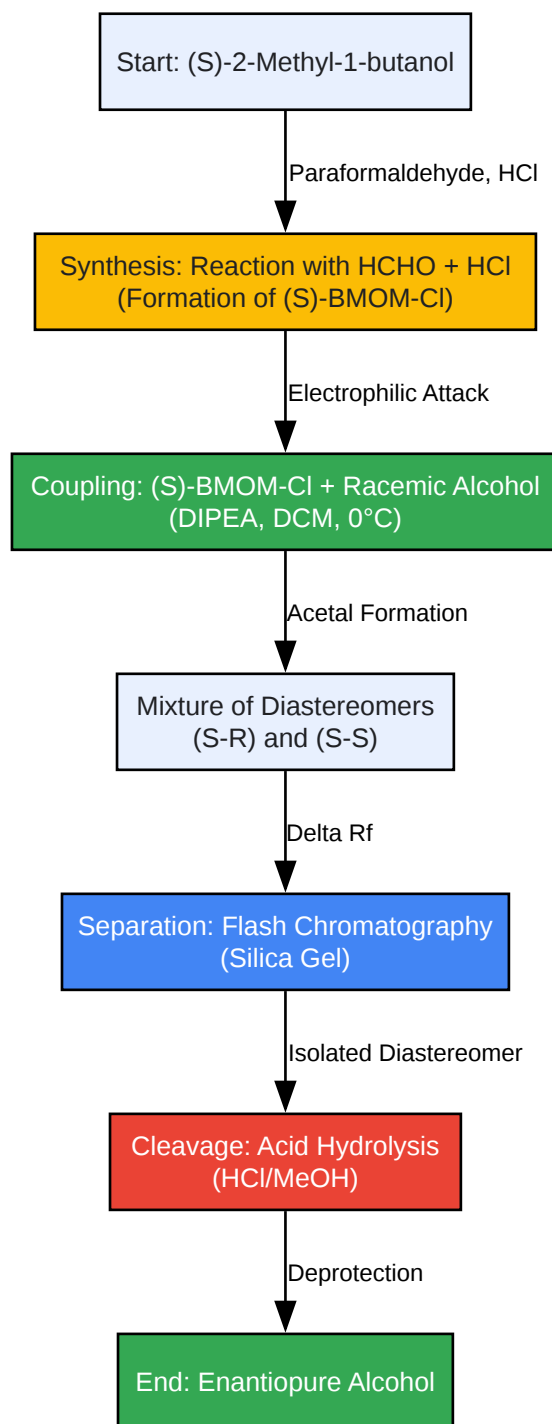 Start: (S)-2-Methyl-1-butanol
Paraformaldehyde, HCl
Synthesis: Reaction with HCHO + HCl
(Formation of (S)-BMOM-Cl)
Electrophilic Attack
Coupling: (S)-BMOM-Cl + Racemic Alcohol
(DIPEA, DCM, 0°C)
Acetal Formation
Mixture of Diastereomers
(S-R) and (S-S)
Delta Rf
Separation: Flash Chromatography
(Silica Gel)
Isolated Diastereomer
Cleavage: Acid Hydrolysis
(HCl/MeOH)
Deprotection
End: Enantiopure Alcohol